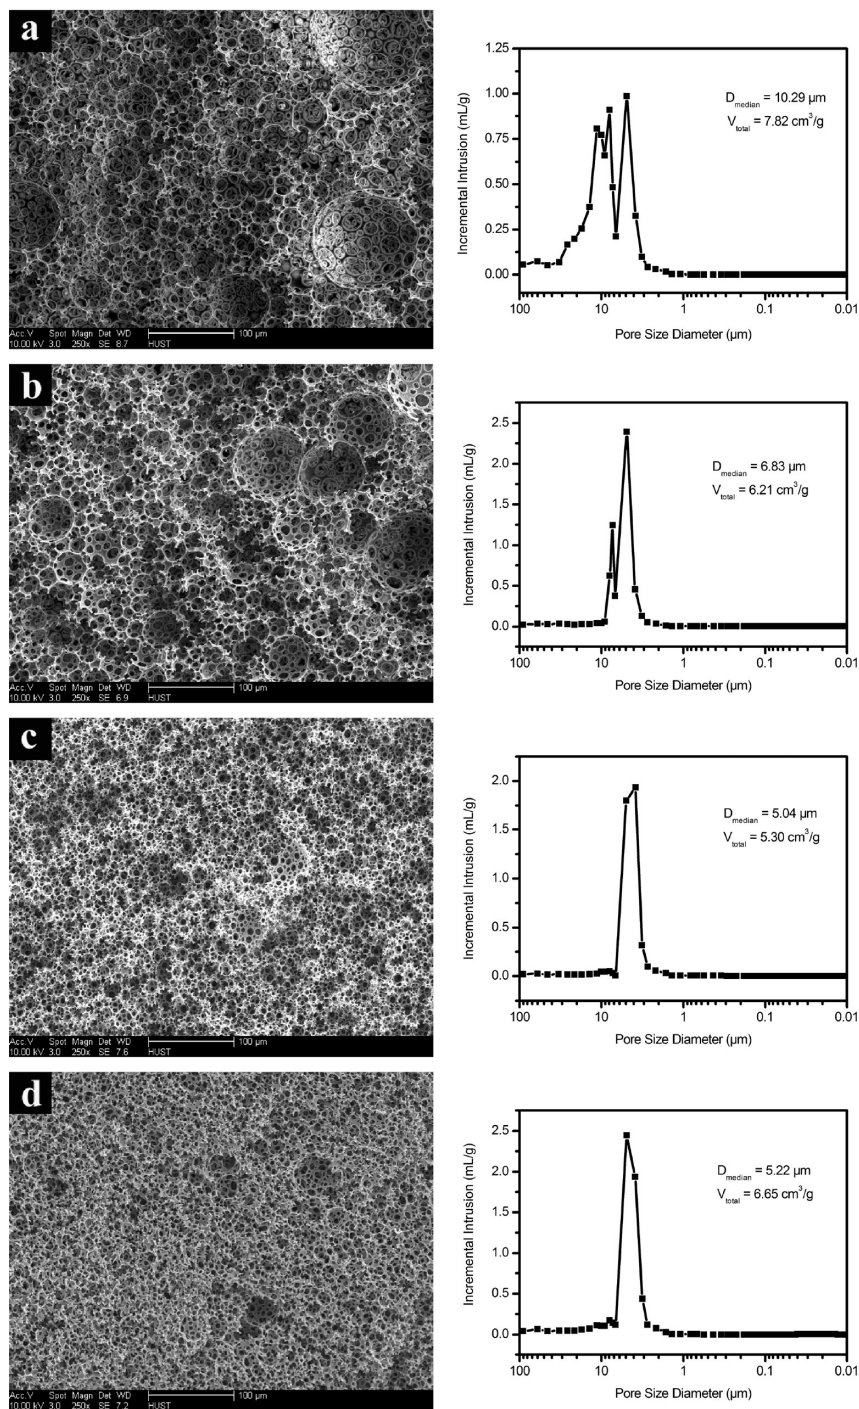 a
Acc.V Spot Magn Det WD 100 µm
10.00 kV 3.0 250x SE 8.7 HUST
1.25
1.00
0.75
0.50
0.25
0.00
Incremental Intrusion (mL/g)
D median = 10.29 µm
V total = 7.82 cm³/g
100 10 1 0.1 0.01
Pore Size Diameter (µm)
b
Acc.V Spot Magn Det WD 100 µm
10.00 kV 3.0 250x SE 6.9 HUST
2.5
2.0
1.5
1.0
0.5
0.0
Incremental Intrusion (mL/g)
D median = 6.83 µm
V total = 6.21 cm³/g
100 10 1 0.1 0.01
Pore Size Diameter (µm)
c
Acc.V Spot Magn Det WD 100 µm
10.00 kV 3.0 250x SE 7.6 HUST
2.0
1.5
1.0
0.5
0.0
Incremental Intrusion (mL/g)
D median = 5.04 µm
V total = 5.30 cm³/g
100 10 1 0.1 0.01
Pore Size Diameter (µm)
d
Acc.V Spot Magn Det WD 100 µm
10.00 kV 3.0 250x SE 7.2 HUST
2.5
2.0
1.5
1.0
0.5
0.0
Incremental Intrusion (mL/g)
D median = 5.22 µm
V total = 6.65 cm³/g
100 10 1 0.1 0.01
Pore Size Diameter (µm)